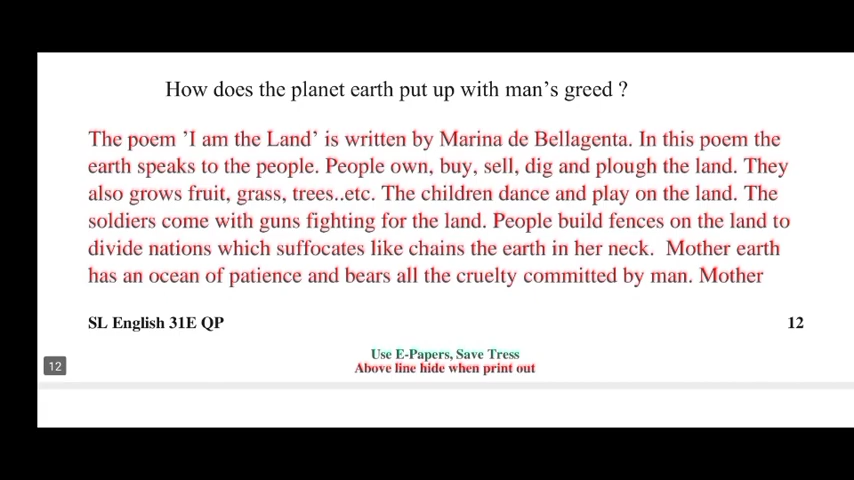 How does the planet earth put up with man's greed ?
The poem 'I am the Land' is written by Marina de Bellagenta. In this poem the
earth speaks to the people. People own, buy, sell, dig and plough the land. They
also grows fruit, grass, trees..etc. The children dance and play on the land. The
soldiers come with guns fighting for the land. People build fences on the land to
divide nations which suffocates like chains the earth in her neck. Mother earth
has an ocean of patience and bears all the cruelty committed by man. Mother
SL English 31E QP 12
Use E-Papers, Save Tress
12
Above line hide when print out